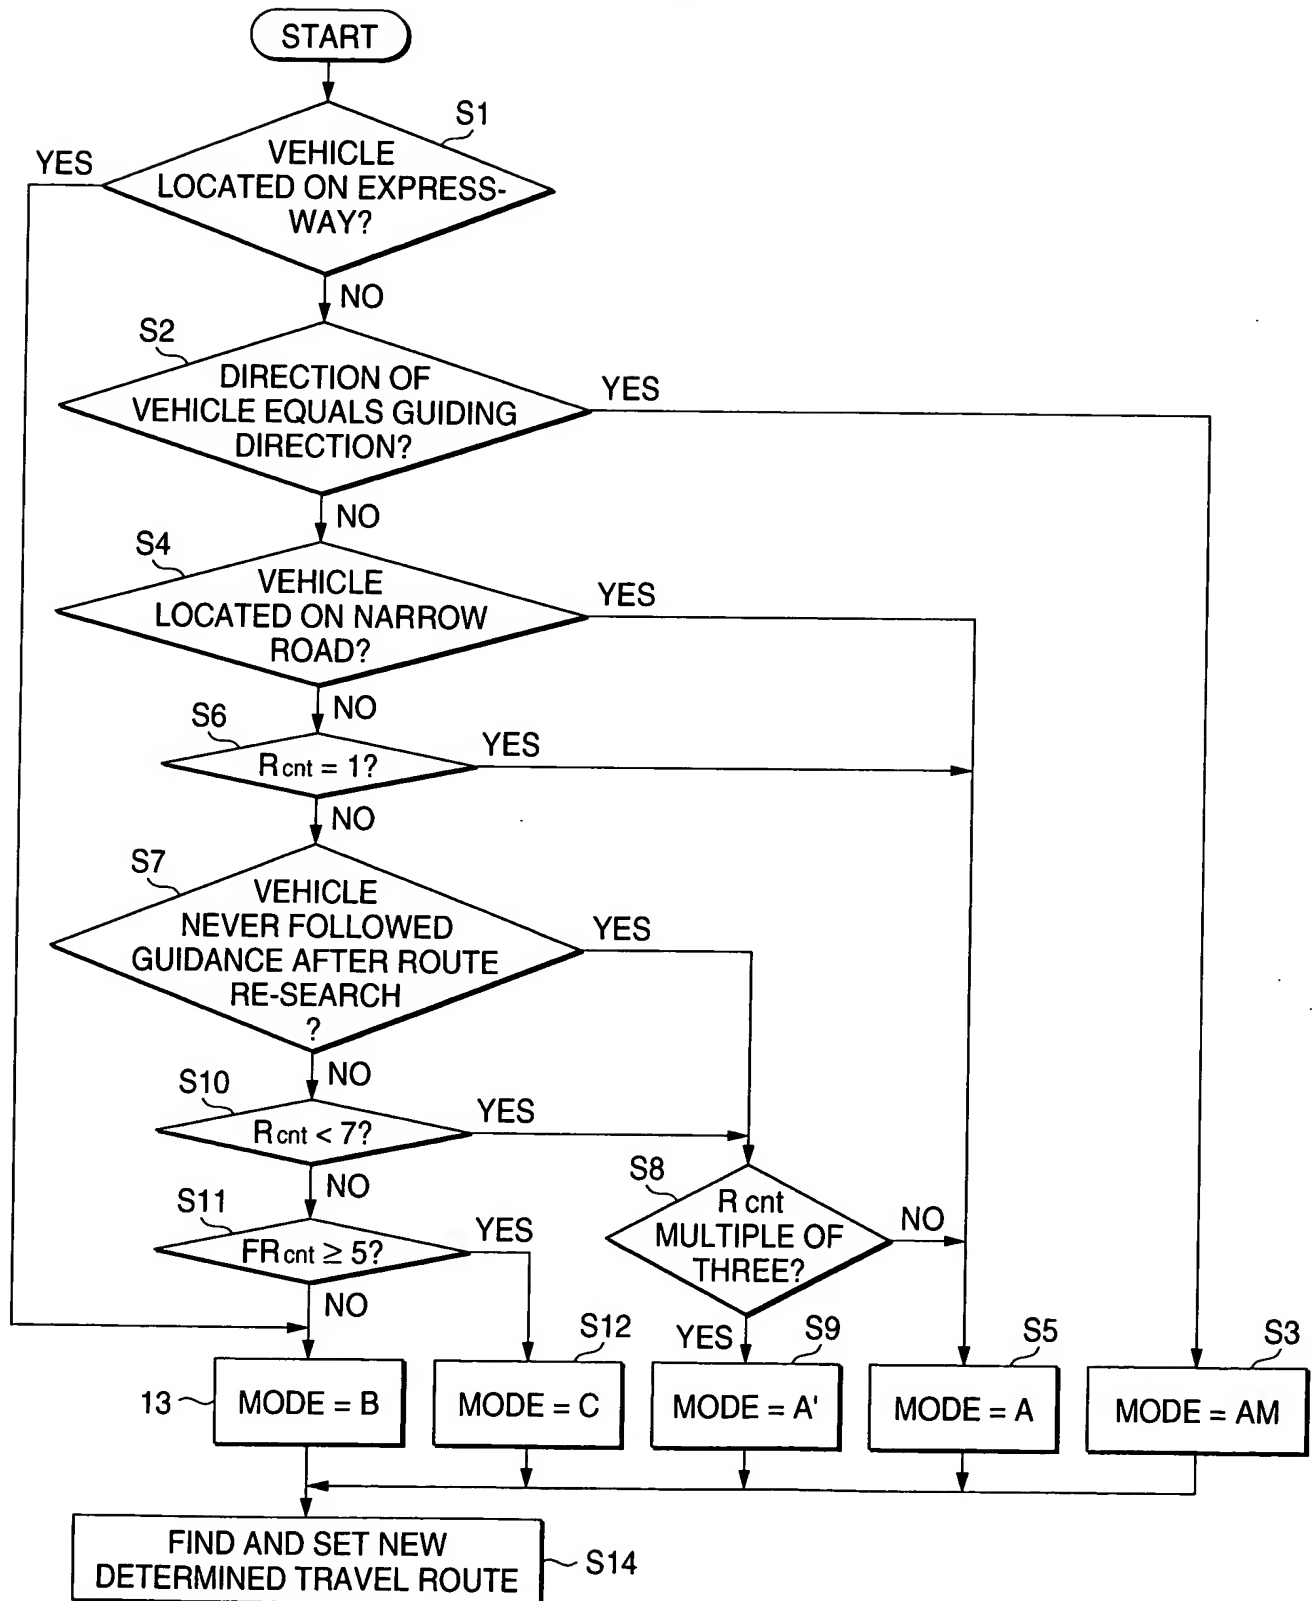 START
S1
YES
VEHICLE
LOCATED ON EXPRESS-
WAY?
NO
S2
DIRECTION OF
VEHICLE EQUALS GUIDING
DIRECTION?
YES
NO
S4
VEHICLE
LOCATED ON NARROW
ROAD?
YES
NO
S6
Rcnt = 1?
YES
NO
S7
VEHICLE
NEVER FOLLOWED
GUIDANCE AFTER ROUTE
RE-SEARCH
?
YES
NO
S10
Rcnt < 7?
YES
NO
S8
R cnt
MULTIPLE OF
THREE?
NO
YES
S11
FRcnt ≥ 5?
YES
NO
13
MODE = B
S12
MODE = C
S9
MODE = A'
S5
MODE = A
S3
MODE = AM
FIND AND SET NEW
DETERMINED TRAVEL ROUTE
S14